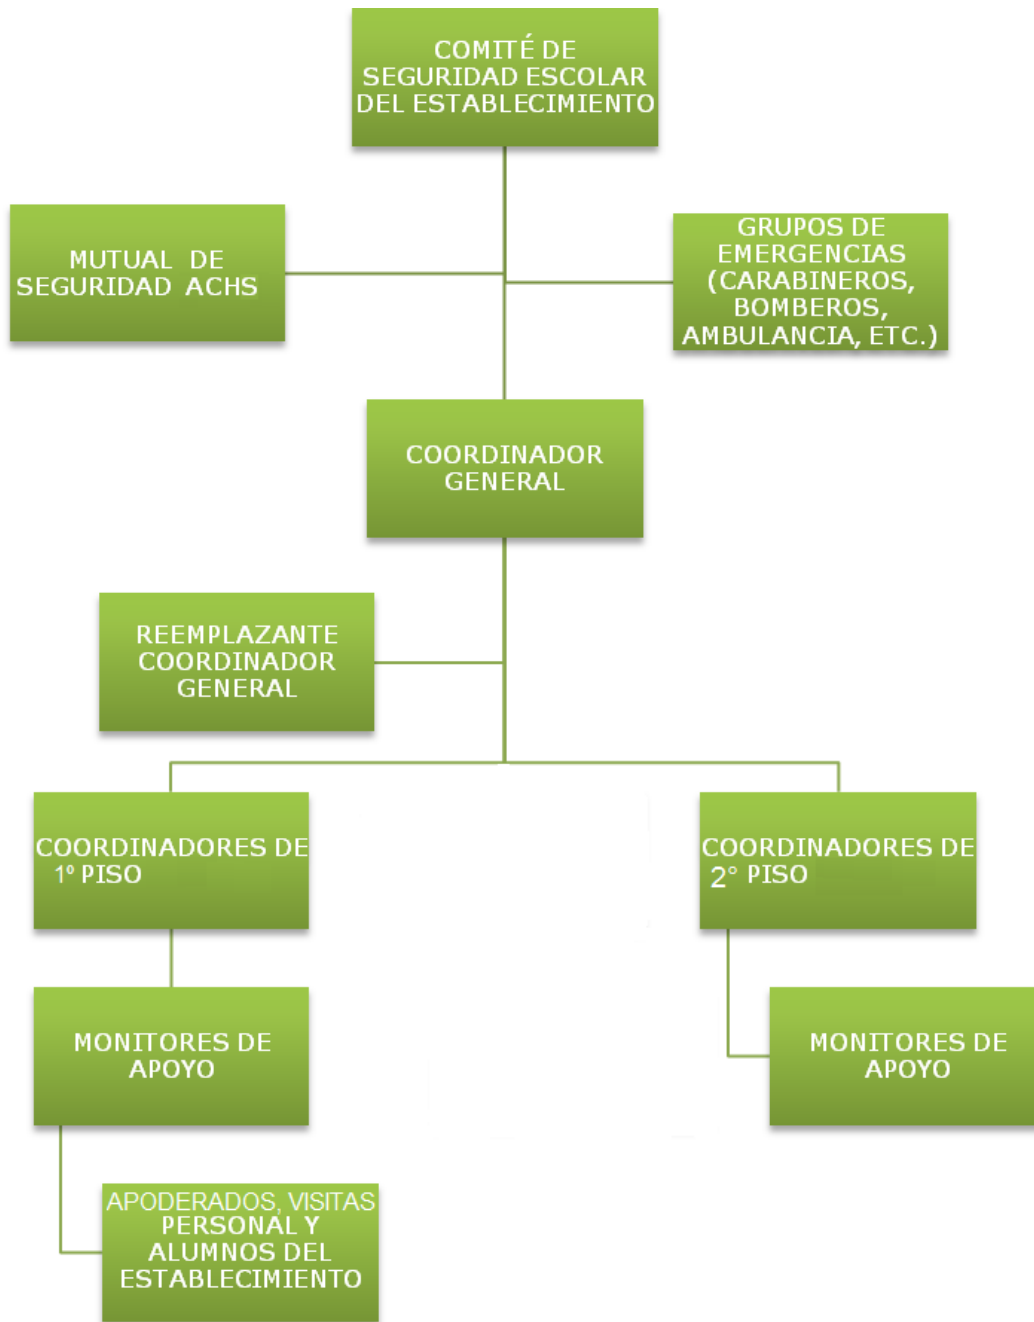 COMITÉ DE
SEGURIDAD ESCOLAR
DEL ESTABLECIMIENTO
MUTUAL DE
SEGURIDAD ACHS
GRUPOS DE
EMERGENCIAS
(CARABINEROS,
BOMBEROS,
AMBULANCIA, ETC.)
COORDINADOR
GENERAL
REEMPLAZANTE
COORDINADOR
GENERAL
COORDINADORES DE
1º PISO
COORDINADORES DE
2° PISO
MONITORES DE
APOYO
MONITORES DE
APOYO
APODERADOS, VISITAS
PERSONAL Y
ALUMNOS DEL
ESTABLECIMIENTO